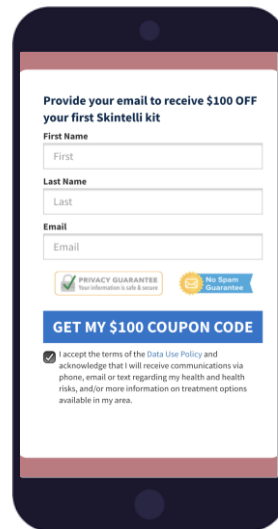 Provide your email to receive $100 OFF
your first Skintelli kit
First Name
First
Last Name
Last
Email
Email
PRIVACY GUARANTEE
Your information is safe & secure
No Spam
Guarantee
GET MY $100 COUPON CODE
I accept the terms of the Data Use Policy and
acknowledge that I will receive communications via
phone, email or text regarding my health and health
risks, and/or more information on treatment options
available in my area.